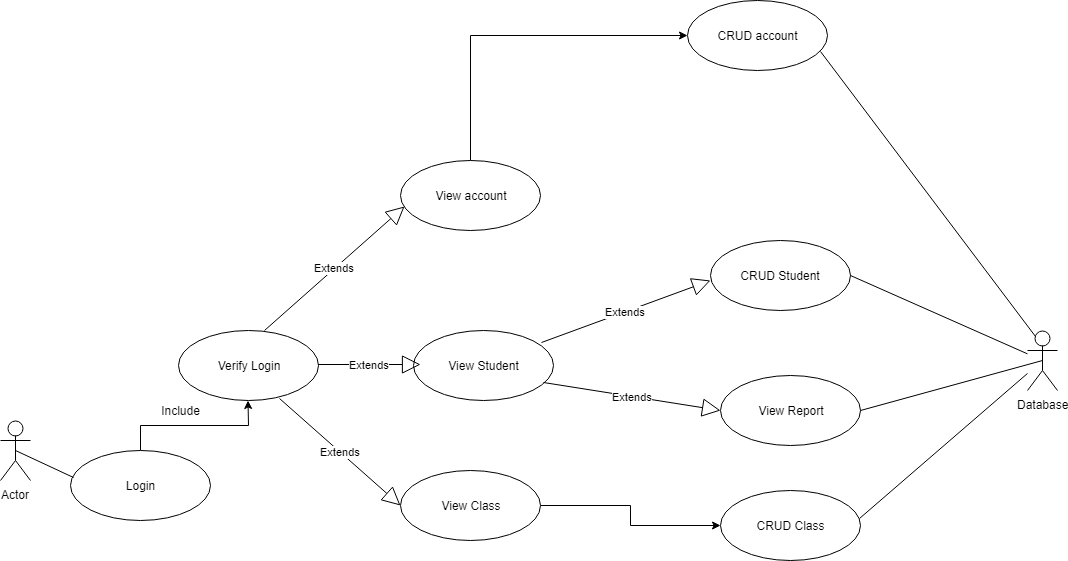 CRUD account
View account
Extends
CRUD Student
Extends
Verify Login
Extends
View Student
Extends
View Report
Database
Include
Extends
Actor
Login
View Class
CRUD Class